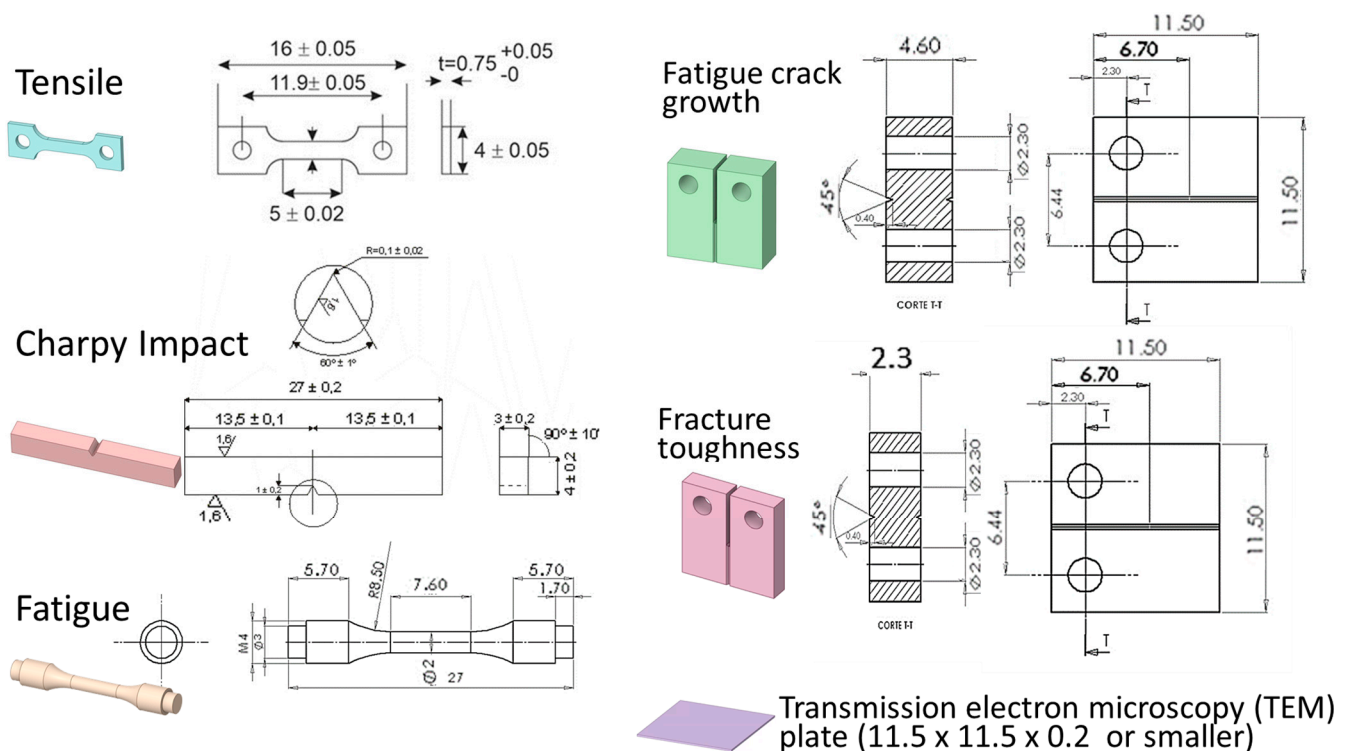 Tensile
16 ± 0.05
11.9± 0.05
t=0.75 +0.05
-0
4 ± 0.05
5 ± 0.02
R=0,1 ± 0,02
1,6
60º± 1º
Charpy Impact
27 ± 0,2
13,5 ± 0,1
13,5 ± 0,1
3± 0,2
90º± 10'
1,6
4 ± 0,2
1± 0,2
1,6
Fatigue
5.70
R8.50
7.60
5.70
1.70
M4
Ø3
Ø2
27
Fatigue crack
growth
4.60
11.50
6.70
2.30
T
Ø2.30
45º
0.40
6.44
11.50
Ø2.30
CORTE T-T
T
Fracture
toughness
2.3
11.50
6.70
2.30
T
Ø2.30
45º
0.40
6.44
11.50
Ø2.30
CORTE T-T
T
Transmission electron microscopy (TEM)
plate (11.5 x 11.5 x 0.2  or smaller)